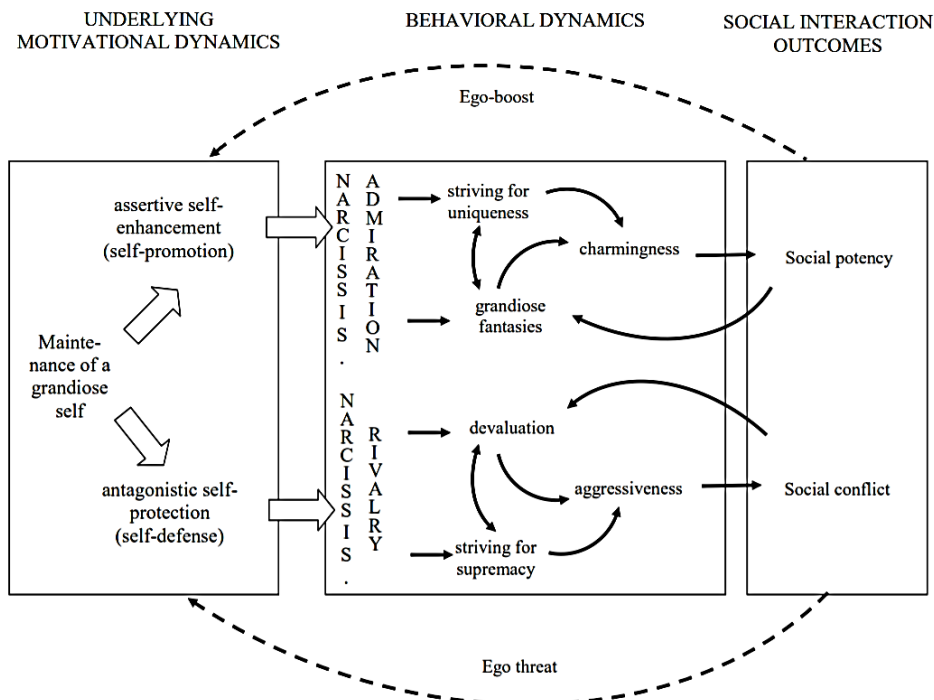 UNDERLYING
MOTIVATIONAL DYNAMICS
BEHAVIORAL DYNAMICS
SOCIAL INTERACTION
OUTCOMES
Ego-boost
assertive self-
enhancement
(self-promotion)
Mainte-
nance of a
grandiose
self
antagonistic self-
protection
(self-defense)
NARCISSIS.
ADMIRATION
striving for
uniqueness
charmingness
grandiose
fantasies
Social potency
NARCISSIS.
RIVALRY
devaluation
aggressiveness
striving for
supremacy
Social conflict
Ego threat